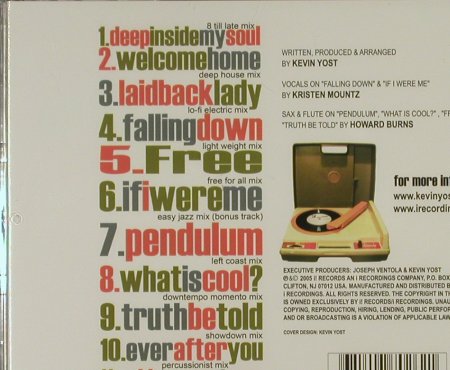 8 till late mix
1.deepinsidemysoul
2.welcomehome
deep house mix
3.laidbacklady
lo-fi electric mix
4.fallingdown
light weight mix
5.Free
free for all mix
6.ifiwereme
easy jazz mix (bonus track)
7.pendulum
left coast mix
8.whatiscool?
downtempo momento mix
9.truthbetold
showdown mix
10.everafteryou
percussionist mix
WRITTEN, PRODUCED & ARRANGED
BY KEVIN YOST
VOCALS ON "FALLING DOWN" & "IF I WERE ME"
BY KRISTEN MOUNTZ
SAX & FLUTE ON "PENDULUM", "WHAT IS COOL?" ,
"TRUTH BE TOLD" BY HOWARD BURNS
for more
www.kevinyos
www.irecordin
EXECUTIVE PRODUCERS: JOSEPH VENTOLA & KEVIN YOST
℗&© 2005 I! RECORDS AN i RECORDINGS COMPANY, P.O. BOX
CLIFTON, NJ 07012 USA. MANUFACTURED AND DISTRIBUTED B
i RECORDINGS. ALL RIGHTS RESERVED. THE COPYRIGHT IN
IS OWNED EXCLUSIVELY BY I! RECORDS/I RECORDINGS.
COPYING, REPRODUCTION, HIRING, LENDING, PUBLIC
AND OR BROADCASTING IS A VIOLATION OF APPLICABLE LAW
COVER DESIGN: KEVIN YOST